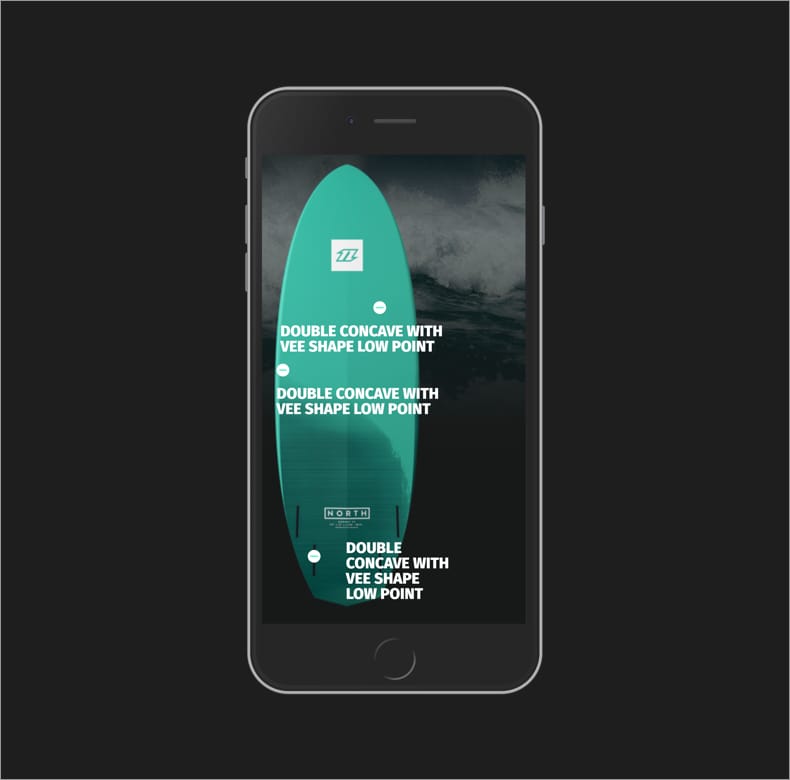 DOUBLE CONCAVE WITH
VEE SHAPE LOW POINT
DOUBLE CONCAVE WITH
VEE SHAPE LOW POINT
NORTH
DOUBLE
CONCAVE WITH
VEE SHAPE
LOW POINT